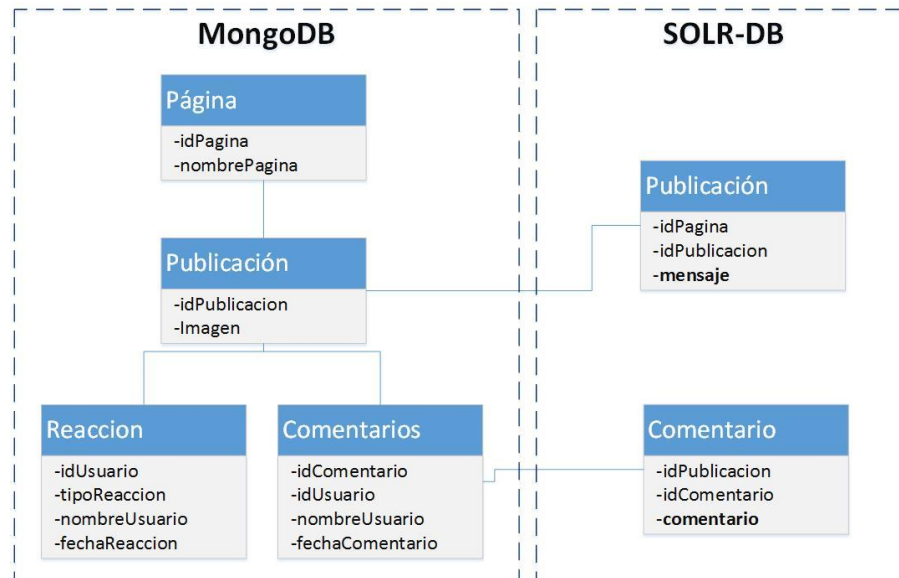 MongoDB
Página
-idPagina
-nombrePagina
Publicación
-idPublicacion
-Imagen
Reaccion
-idUsuario
-tipoReaccion
-nombreUsuario
-fechaReaccion
Comentarios
-idComentario
-idUsuario
-nombreUsuario
-fechaComentario
SOLR-DB
Publicación
-idPagina
-idPublicacion
-mensaje
Comentario
-idPublicacion
-idComentario
-comentario